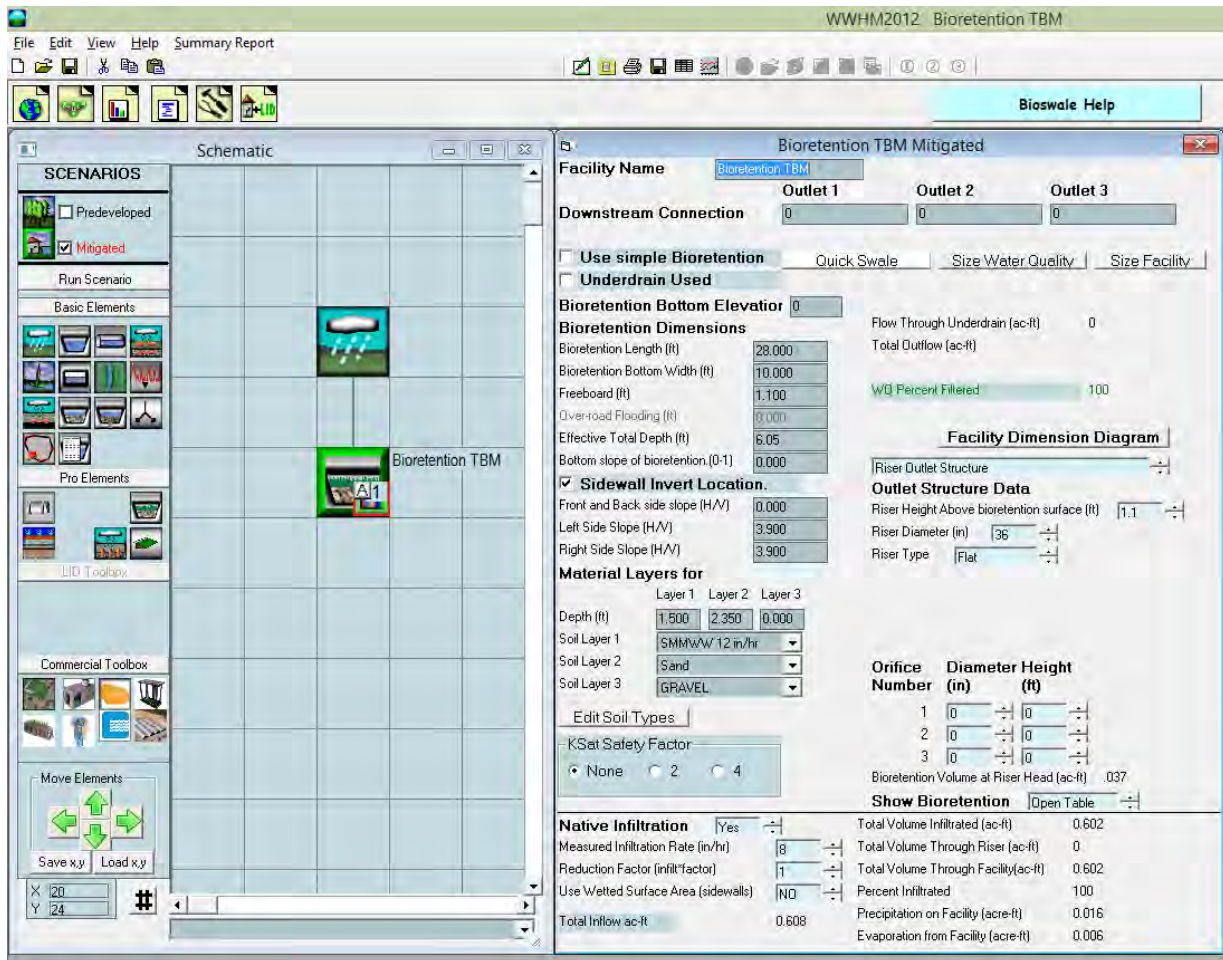 WWHM2012 Bioretention TBM
File Edit View Help Summary Report
Bioswale Help
Schematic
SCENARIOS
Predeveloped
Mitigated
Run Scenario
Basic Elements
Pro Elements
LID Toolbox
Commercial Toolbox
Move Elements
Save x,y Load x,y
X 20
Y 24
#
Bioretention TBM
A 1
Bioretention TBM Mitigated
Facility Name Bioretention TBM
Outlet 1 Outlet 2 Outlet 3
Downstream Connection 0 0 0
Use simple Bioretention Quick Swale Size Water Quality Size Facility
Underdrain Used
Bioretention Bottom Elevatior 0
Bioretention Dimensions
Bioretention Length (ft) 28.000
Bioretention Bottom Width (ft) 10.000
Freeboard (ft) 1.100
Over-road Flooding (ft) 0.000
Effective Total Depth (ft) 6.05
Bottom slope of bioretention.(0-1) 0.000
Sidewall Invert Location.
Front and Back side slope (H/V) 0.000
Left Side Slope (H/V) 3.900
Right Side Slope (H/V) 3.900
Material Layers for
Layer 1 Layer 2 Layer 3
Depth (ft) 1.500 2.350 0.000
Soil Layer 1 SMMWW 12 in/hr
Soil Layer 2 Sand
Soil Layer 3 GRAVEL
Edit Soil Types
KSat Safety Factor
None 2 4
Flow Through Underdrain (ac-ft) 0
Total Outflow (ac-ft)
WQ Percent Filtered 100
Facility Dimension Diagram
Riser Outlet Structure
Outlet Structure Data
Riser Height Above bioretention surface (ft) 1.1
Riser Diameter (in) 36
Riser Type Flat
Orifice Diameter Height
Number (in) (ft)
1 0 0
2 0 0
3 0 0
Bioretention Volume at Riser Head (ac-ft) .037
Show Bioretention Open Table
Native Infiltration Yes
Measured Infiltration Rate (in/hr) 8
Reduction Factor (infilt*factor) 1
Use Wetted Surface Area (sidewalls) NO
Total Inflow ac-ft 0.608
Total Volume Infiltrated (ac-ft) 0.602
Total Volume Through Riser (ac-ft) 0
Total Volume Through Facility(ac-ft) 0.602
Percent Infiltrated 100
Precipitation on Facility (acre-ft) 0.016
Evaporation from Facility (acre-ft) 0.006